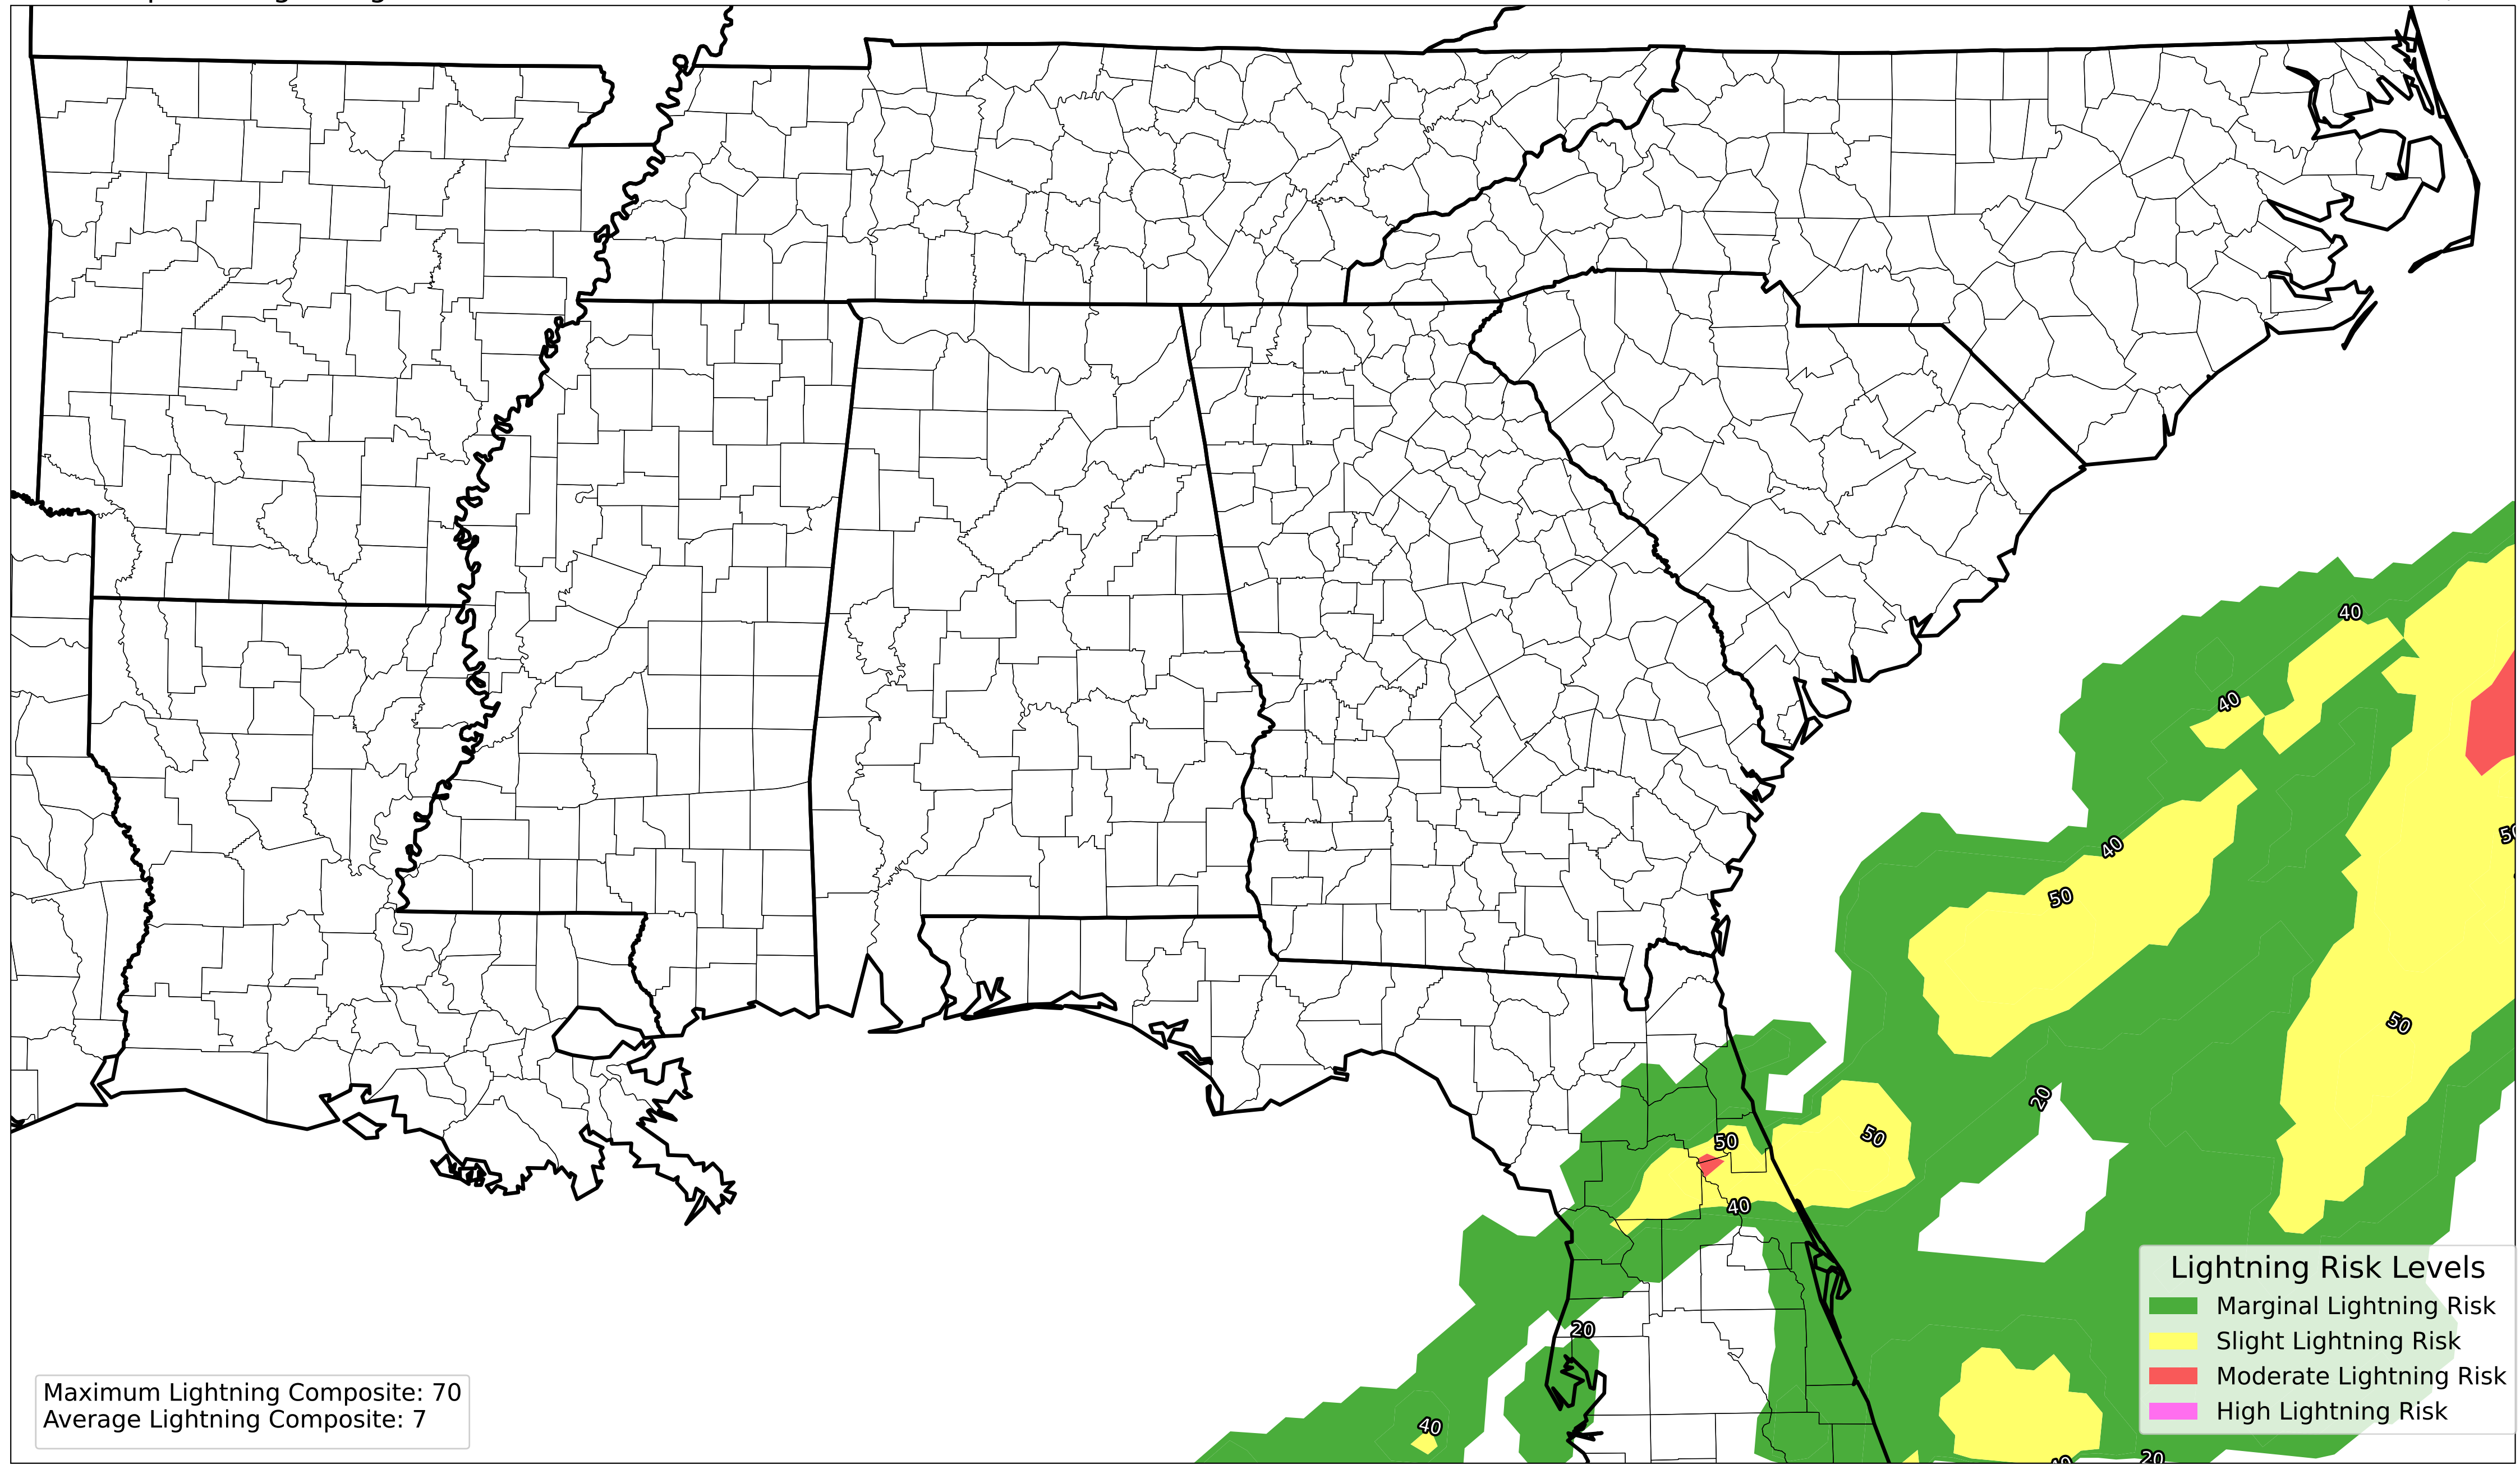 40
40
50
40
50
50
20
50
50
40
20
40
20
Lightning Risk Levels
Marginal Lightning Risk
Slight Lightning Risk
Moderate Lightning Risk
High Lightning Risk
Maximum Lightning Composite: 70
Average Lightning Composite: 7